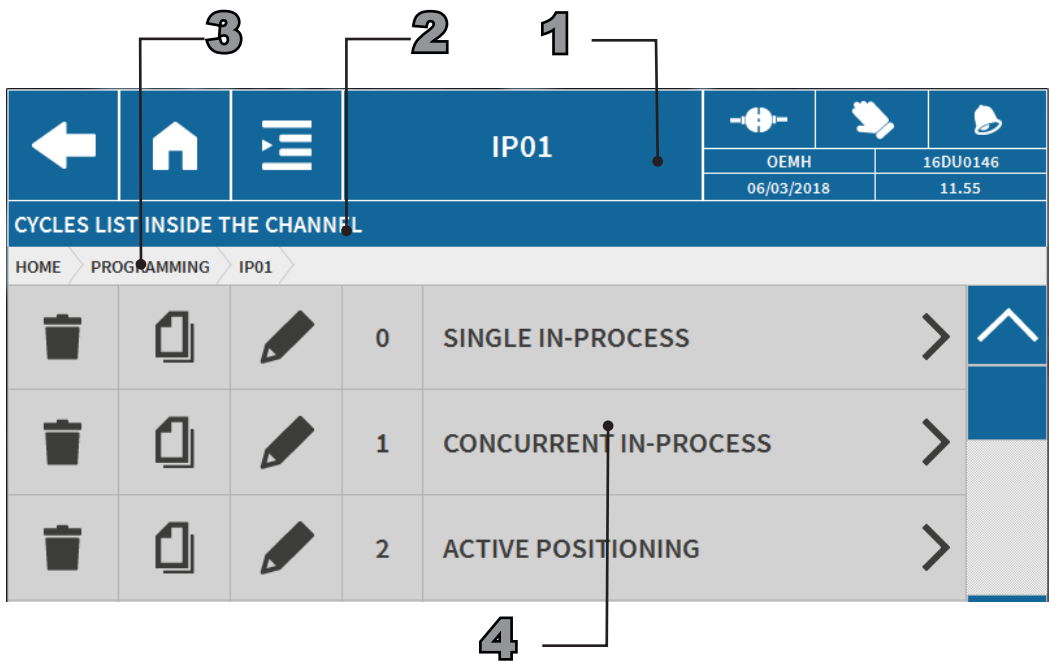 3 2 1
IP01
OEMH 16DU0146
06/03/2018 11.55
CYCLES LIST INSIDE THE CHANNEL
HOME PROGRAMMING IP01
0 SINGLE IN-PROCESS
1 CONCURRENT IN-PROCESS
2 ACTIVE POSITIONING
4